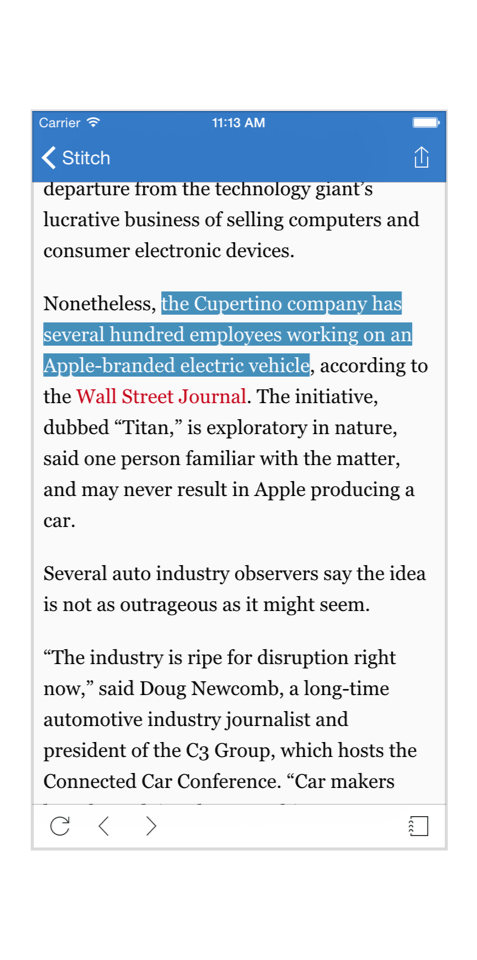 Carrier 11:13 AM
Stitch
departure from the technology giant’s
lucrative business of selling computers and
consumer electronic devices.
Nonetheless, the Cupertino company has
several hundred employees working on an
Apple-branded electric vehicle, according to
the Wall Street Journal. The initiative,
dubbed “Titan,” is exploratory in nature,
said one person familiar with the matter,
and may never result in Apple producing a
car.
Several auto industry observers say the idea
is not as outrageous as it might seem.
“The industry is ripe for disruption right
now,” said Doug Newcomb, a long-time
automotive industry journalist and
president of the C3 Group, which hosts the
Connected Car Conference. “Car makers